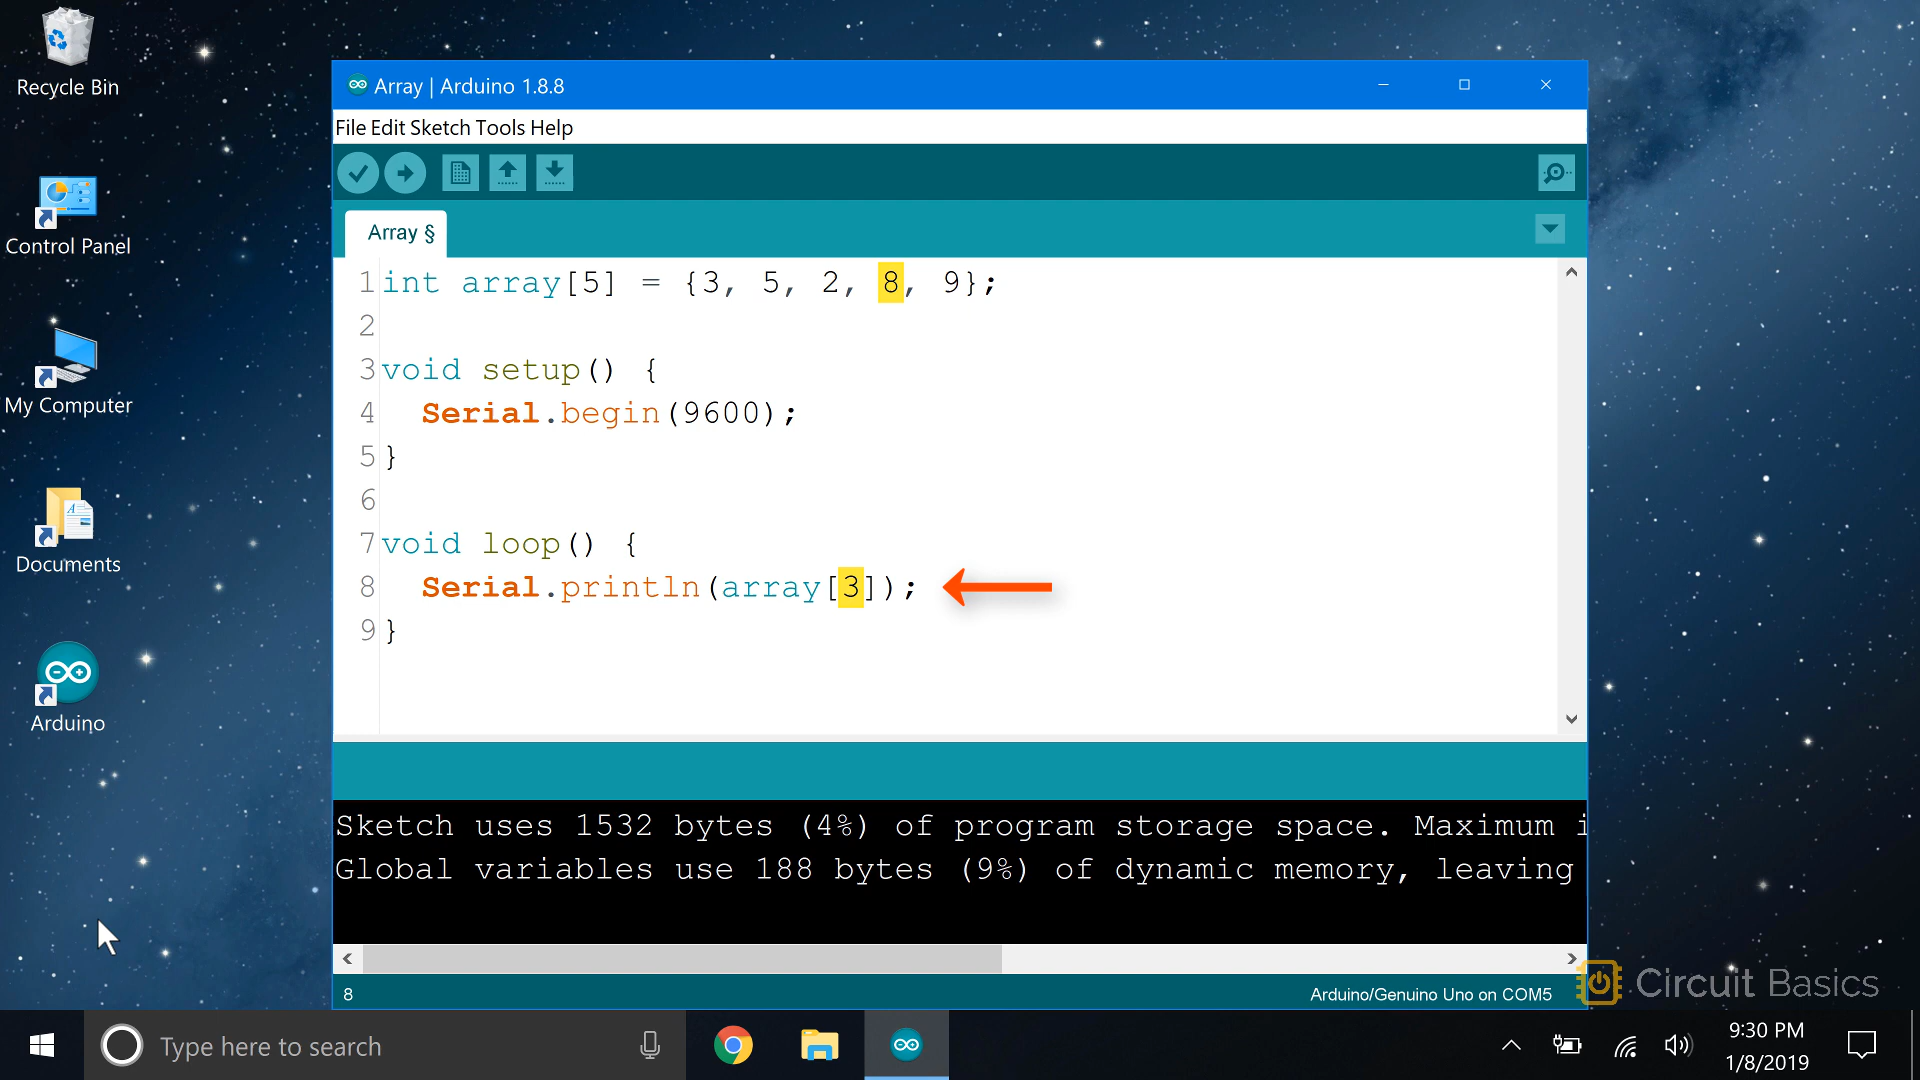 Recycle Bin
Control Panel
My Computer
Documents
Arduino
Array | Arduino 1.8.8
File Edit Sketch Tools Help
Array §
1 int array[5] = {3, 5, 2, 8, 9};
2
3 void setup() {
4 Serial.begin(9600);
5 }
6
7 void loop() {
8 Serial.println(array[3]);
9 }
Sketch uses 1532 bytes (4%) of program storage space. Maximum i
Global variables use 188 bytes (9%) of dynamic memory, leaving
8
Arduino/Genuino Uno on COM5
Circuit Basics
Type here to search
9:30 PM
1/8/2019